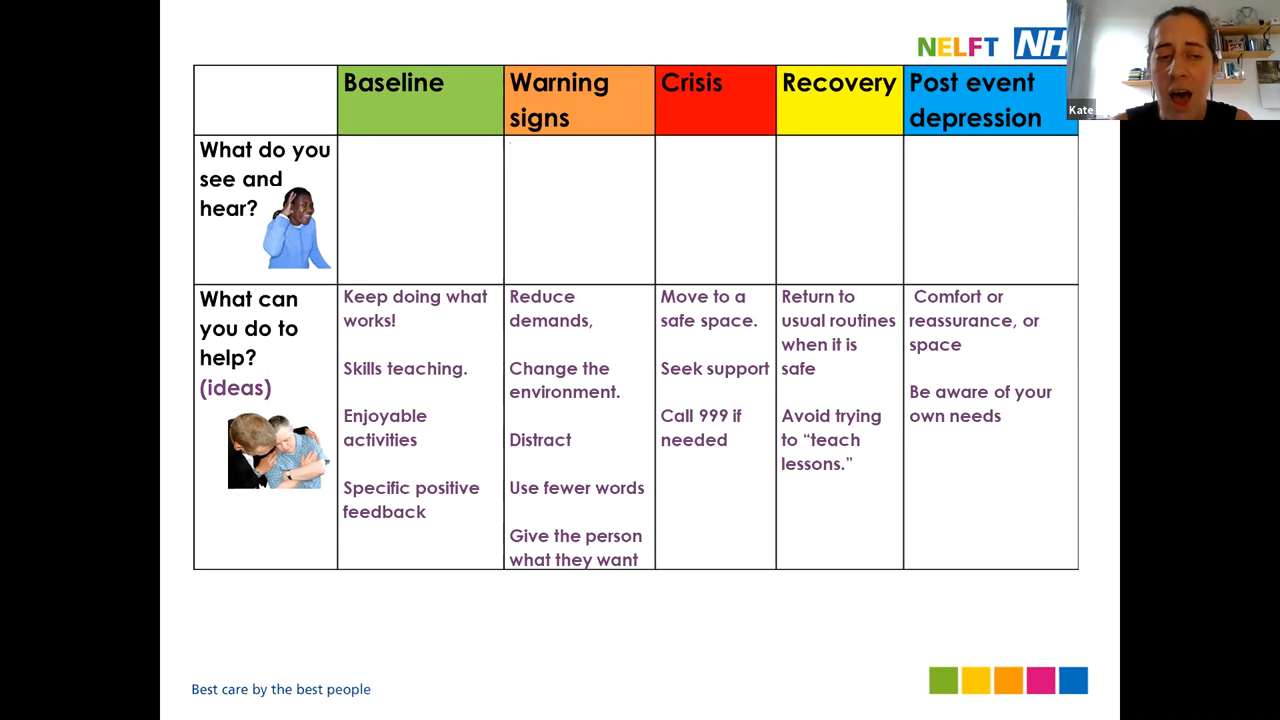 NELFT NH
Kate
Baseline
Warning
signs
Crisis
Recovery
Post event
depression
What do you
see and
hear?
What can
you do to
help?
(ideas)
Keep doing what
works!
Skills teaching.
Enjoyable
activities
Specific positive
feedback
Reduce
demands,
Change the
environment.
Distract
Use fewer words
Give the person
what they want
Move to a
safe space.
Seek support
Call 999 if
needed
Return to
usual routines
when it is
safe
Avoid trying
to “teach
lessons.”
Comfort or
reassurance, or
space
Be aware of your
own needs
Best care by the best people